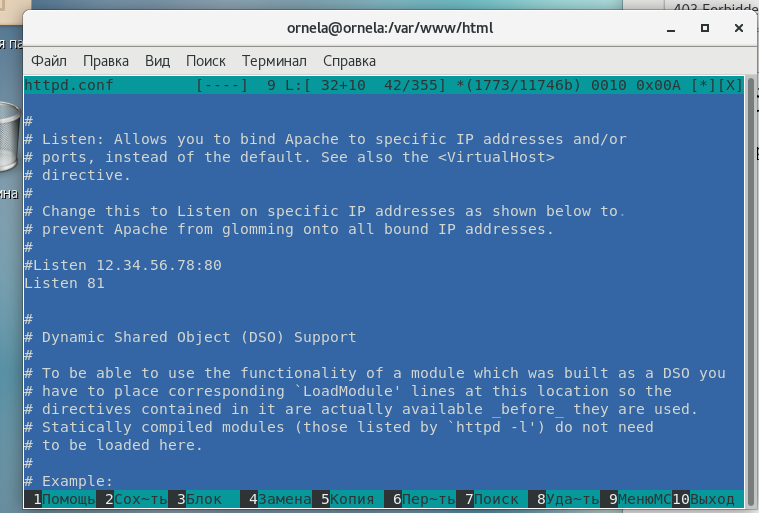 403 Forbidde
ornela@ornela:/var/www/html
Файл Правка Вид Поиск Терминал Справка
httpd.conf [----] 9 L:[ 32+10 42/355] *(1773/11746b) 0010 0x00A [*][X]
#
# Listen: Allows you to bind Apache to specific IP addresses and/or
# ports, instead of the default. See also the <VirtualHost>
# directive.
#
# Change this to Listen on specific IP addresses as shown below to.
# prevent Apache from glomming onto all bound IP addresses.
#
#Listen 12.34.56.78:80
Listen 81
#
# Dynamic Shared Object (DSO) Support
#
# To be able to use the functionality of a module which was built as a DSO you
# have to place corresponding `LoadModule' lines at this location so the
# directives contained in it are actually available _before_ they are used.
# Statically compiled modules (those listed by `httpd -l') do not need
# to be loaded here.
#
# Example:
1Помощь 2Сох~ть 3Блок 4Замена 5Копия 6Пер~ть 7Поиск 8Уда~ть 9МенюMC 10Выход